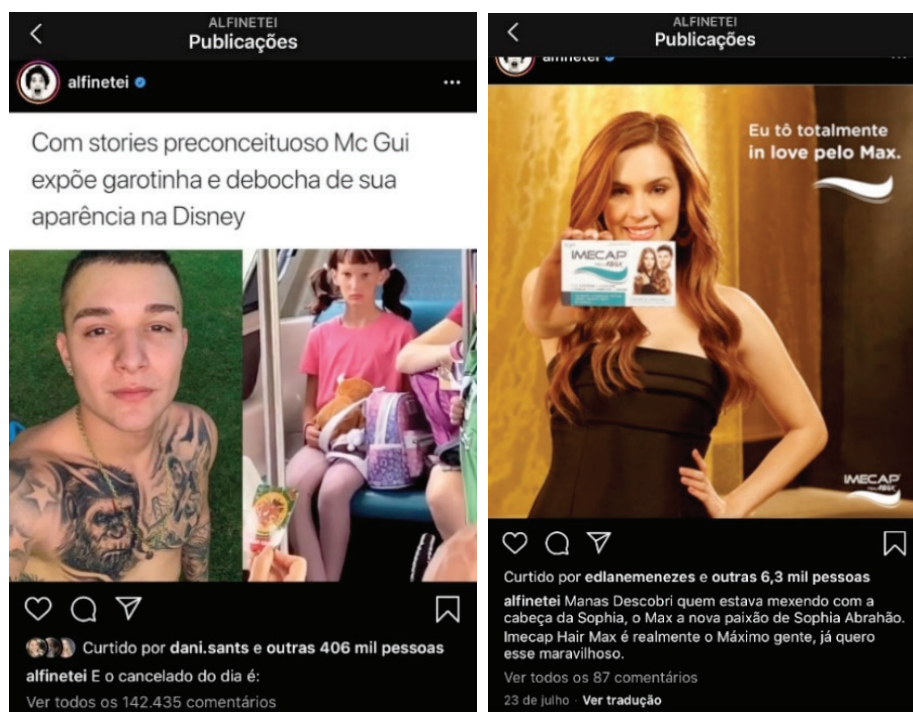 ALFINETEI
Publicações
alfinetei
Com stories preconceituoso Mc Gui
expõe garotinha e debocha de sua
aparência na Disney
Curtido por dani.sants e outras 406 mil pessoas
alfinetei E o cancelado do dia é:
Ver todos os 142.435 comentários
ALFINETEI
Publicações
alfinetei
Eu tô totalmente
in love pelo Max.
IMECAP
IMECAP
Curtido por edlanemenezes e outras 6,3 mil pessoas
alfinetei Manas Descobri quem estava mexendo com a
cabeça da Sophia, o Max a nova paixão de Sophia Abrahão.
Imecap Hair Max é realmente o Máximo gente, já quero
esse maravilhoso.
Ver todos os 87 comentários
23 de julho · Ver tradução